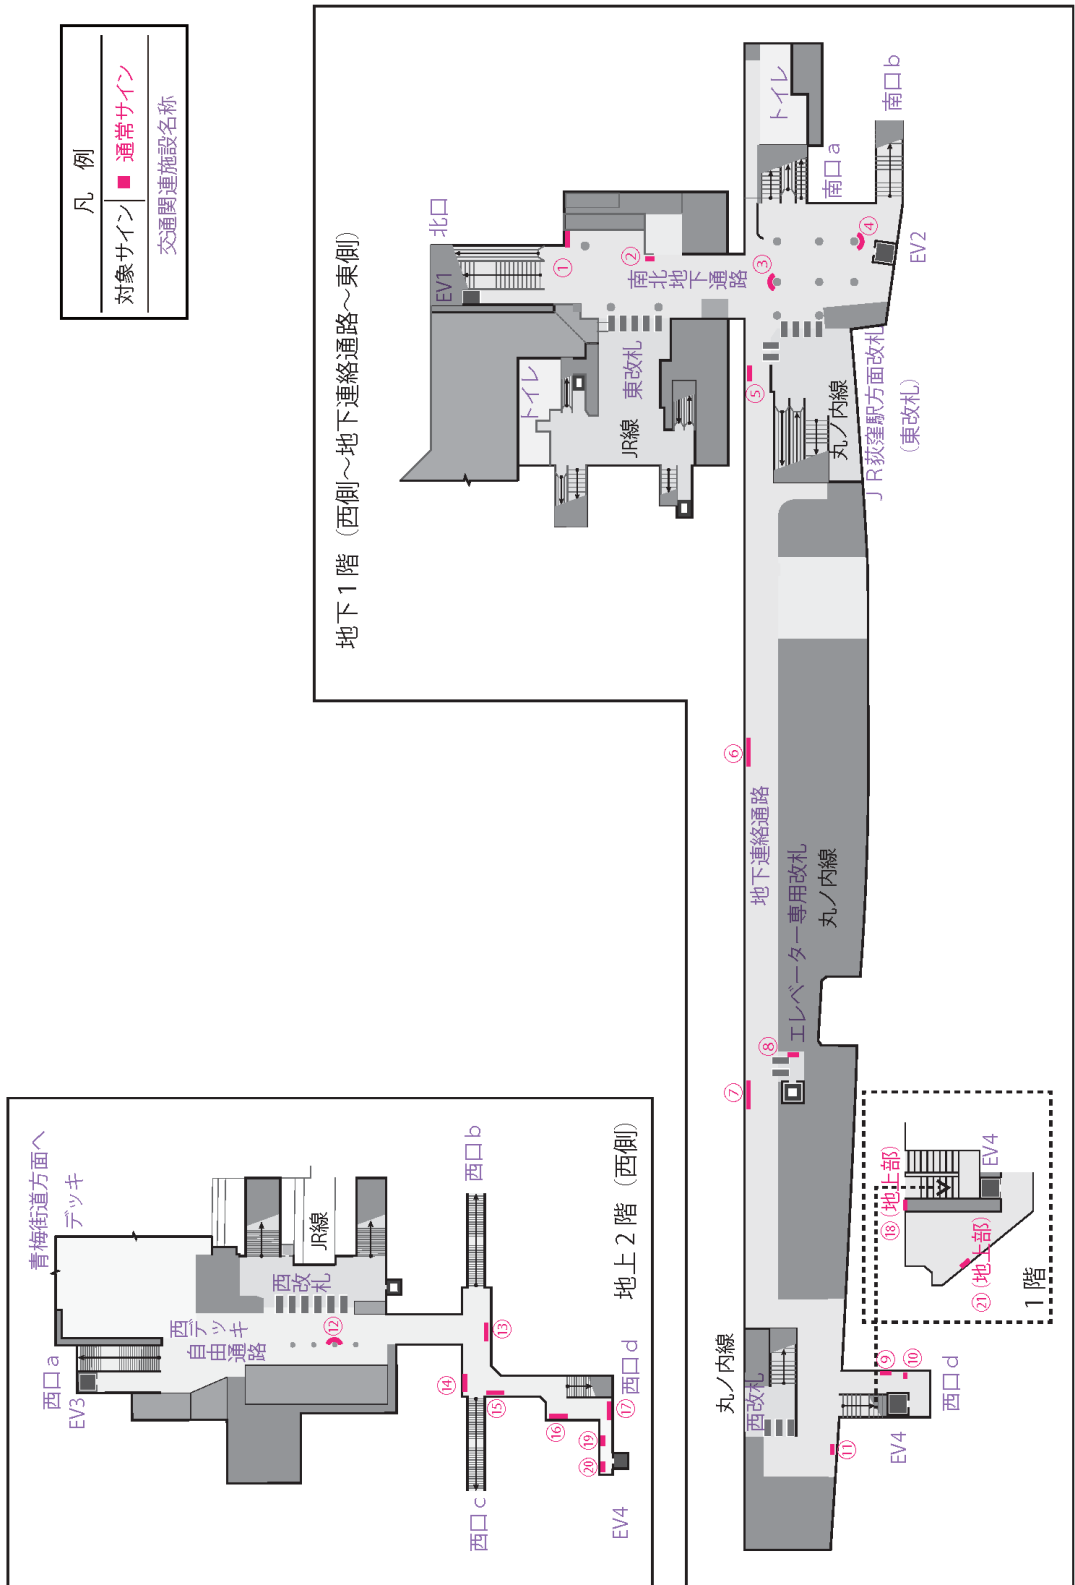 凡 例
対象サイン ■ 通常サイン
交通関連施設名称
地下1階（西側～地下連絡通路～東側）
北口
EV1
①
②
南北地下通路
③
④
EV2
トイレ
南口a
南口b
トイレ
東改札
JR線
⑤
丸ノ内線
JR荻窪駅方面改札
（東改札）
⑥
地下連絡通路
エレベーター専用改札
丸ノ内線
⑦
⑧
丸ノ内線
西改札
⑨
⑩
西口d
EV4
⑪
⑱（地上部）
EV4
㉑（地上部）
1階
地上2階（西側）
青梅街道方面へ
デッキ
西口a
EV3
西デッキ
自由通路
西改札
JR線
⑫
西口b
⑬
⑭
⑮
⑯
⑰
西口d
⑲
⑳
西口c
EV4